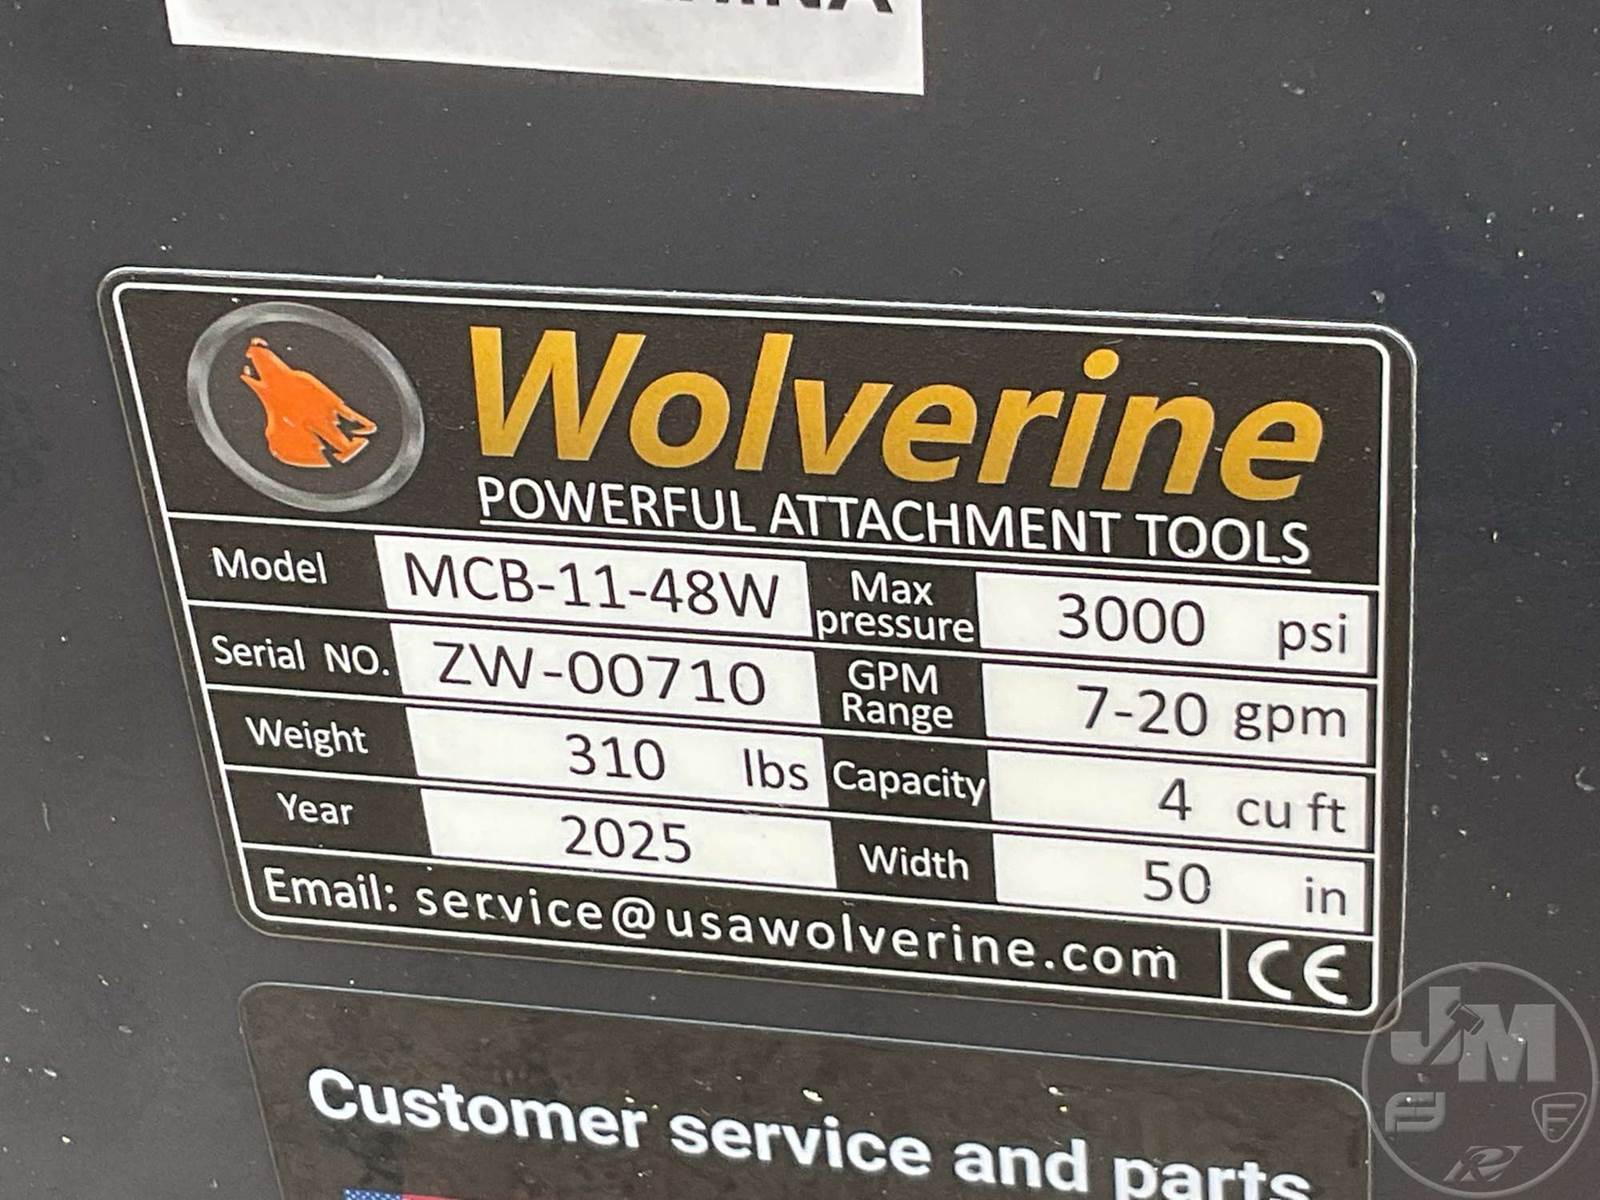 Wolverine
POWERFUL ATTACHMENT TOOLS
Model MCB-11-48W Max pressure 3000 psi
Serial NO. ZW-00710 GPM Range 7-20 gpm
Weight 310 lbs Capacity 4 cu ft
Year 2025 Width 50 in
Email: service@usawolverine.com CE
Customer service and parts
JM